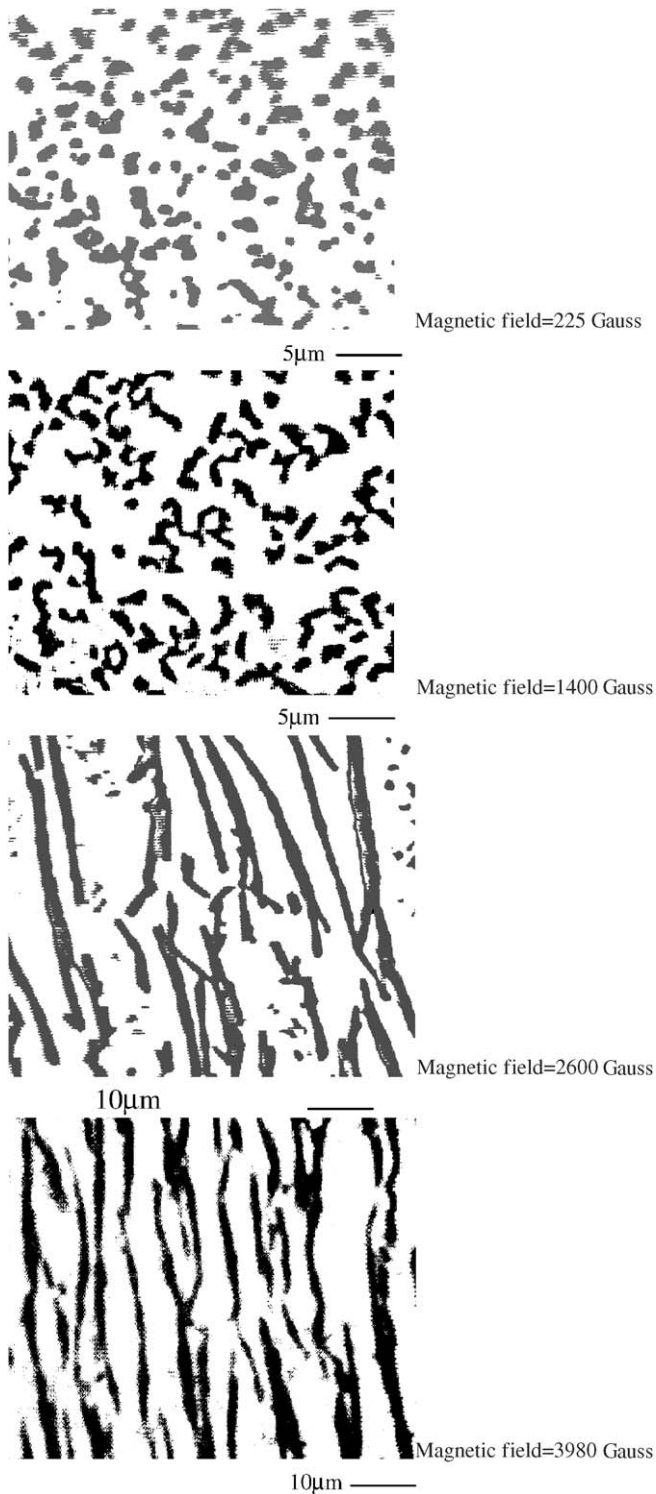 Magnetic field=225 Gauss
5μm
Magnetic field=1400 Gauss
5μm
Magnetic field=2600 Gauss
10μm
Magnetic field=3980 Gauss
10μm